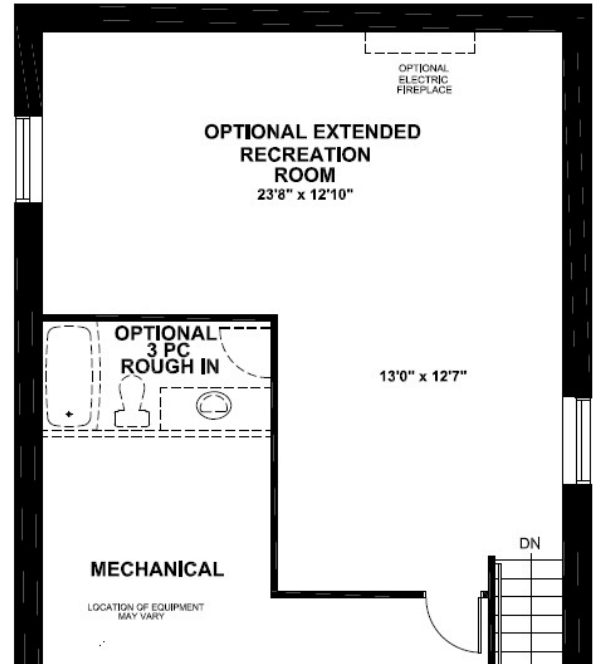 OPTIONAL
ELECTRIC
FIREPLACE
OPTIONAL EXTENDED
RECREATION
ROOM
23'8" x 12'10"
OPTIONAL
3 PC
ROUGH IN
13'0" x 12'7"
DN
MECHANICAL
LOCATION OF EQUIPMENT
MAY VARY